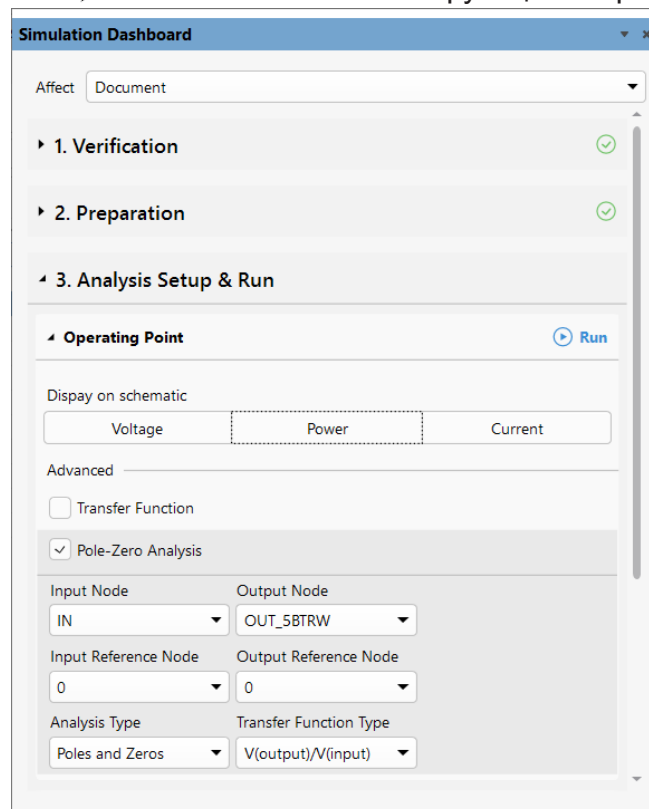 Simulation Dashboard
Affect Document
1. Verification
2. Preparation
3. Analysis Setup & Run
Operating Point Run
Dispay on schematic
Voltage Power Current
Advanced
Transfer Function
Pole-Zero Analysis
Input Node Output Node
IN OUT_5BTRW
Input Reference Node Output Reference Node
0 0
Analysis Type Transfer Function Type
Poles and Zeros V(output)/V(input)